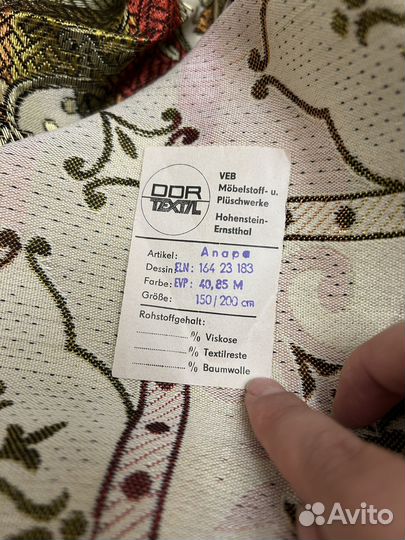 DDR
TEXTIL
VEB
Möbelstoff- u.
Plüschwerke
Hohenstein-
Ernstthal
Artikel: Anapa
Dessin: ELN: 164 23 183
Farbe: EVP: 40,85 M
Größe: 150/200 cm
Rohstoffgehalt:
............... % Viskose
............... % Textilreste
............... % Baumwolle
Avito